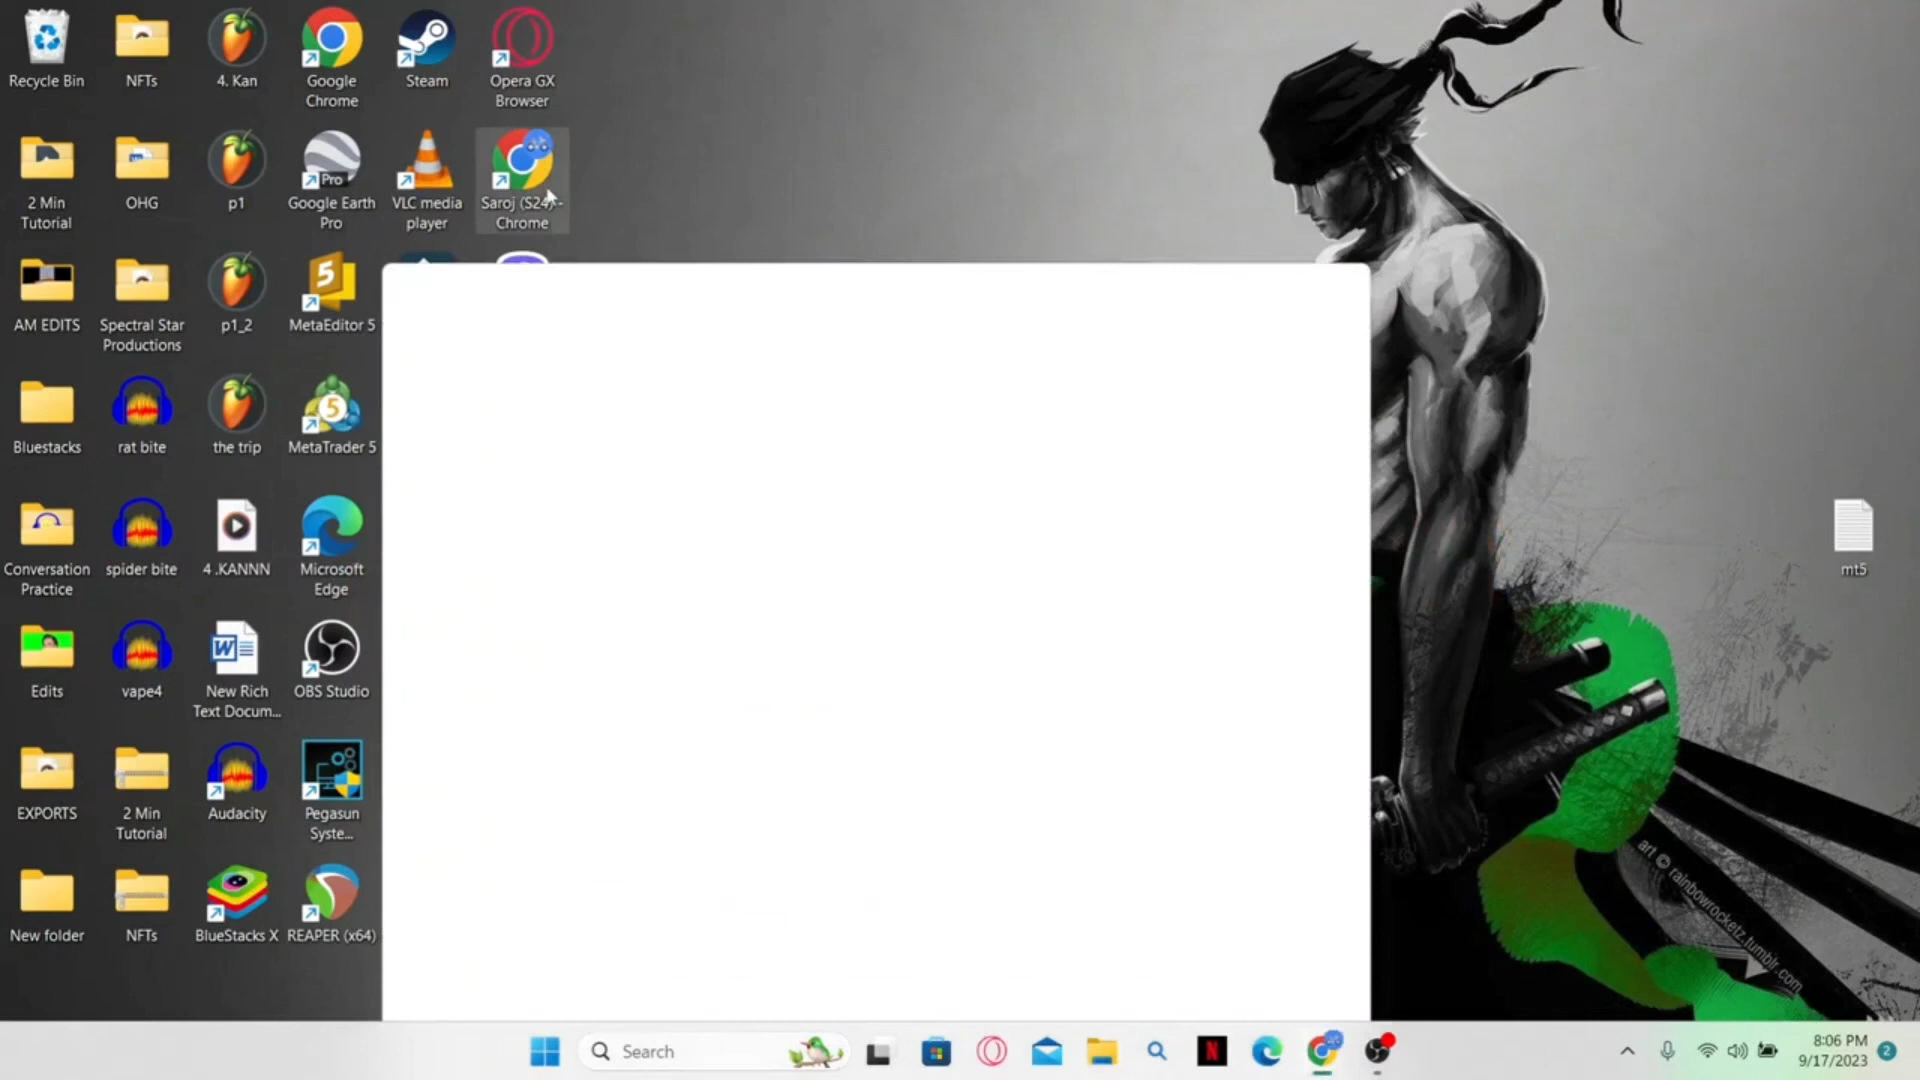 Recycle Bin
NFTs
4. Kan
Google
Chrome
Steam
Opera GX
Browser
2 Min
Tutorial
OHG
p1
Pro
Google Earth
Pro
VLC media
player
Saroj (S24) -
Chrome
AM EDITS
Spectral Star
Productions
p1_2
5
MetaEditor 5
Bluestacks
rat bite
the trip
5
MetaTrader 5
Conversation
Practice
spider bite
4 .KANNN
Microsoft
Edge
mt5
Edits
vape4
W
New Rich
Text Docum...
OBS Studio
EXPORTS
2 Min
Tutorial
Audacity
Pegasun
Syste...
New folder
NFTs
BlueStacks X
REAPER (x64)
art © rainbowrocketz.tumblr.com
Search
N
8:06 PM
9/17/2023
2